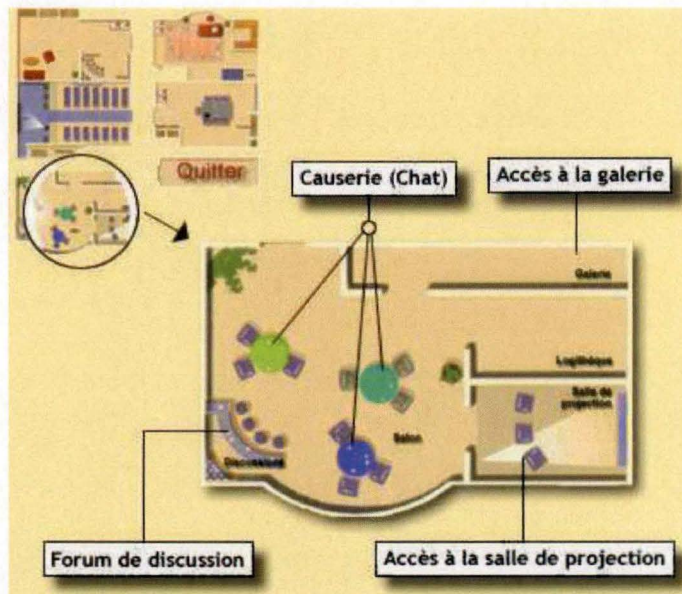 Quitter
Causerie (Chat)
Accès à la galerie
Galerie
Logithèque
Salle de
projection
Salon
Discussions
Forum de discussion
Accès à la salle de projection